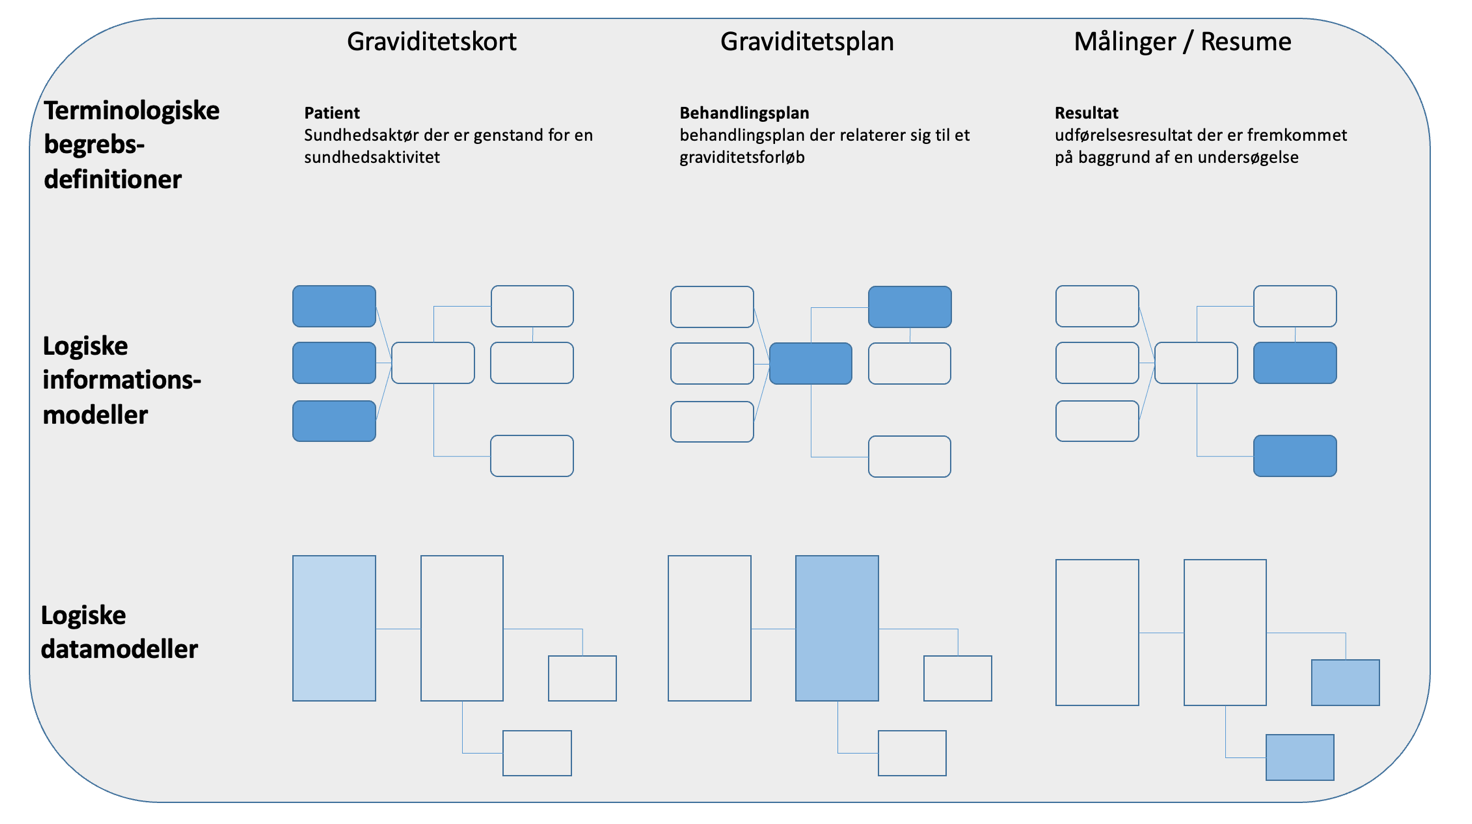 Graviditetskort
Graviditetsplan
Målinger / Resume
Terminologiske
begrebs-
definitioner
Patient
Sundhedsaktør der er genstand for en
sundhedsaktivitet
Behandlingsplan
behandlingsplan der relaterer sig til et
graviditetsforløb
Resultat
udførelsesresultat der er fremkommet
på baggrund af en undersøgelse
Logiske
informations-
modeller
Logiske
datamodeller